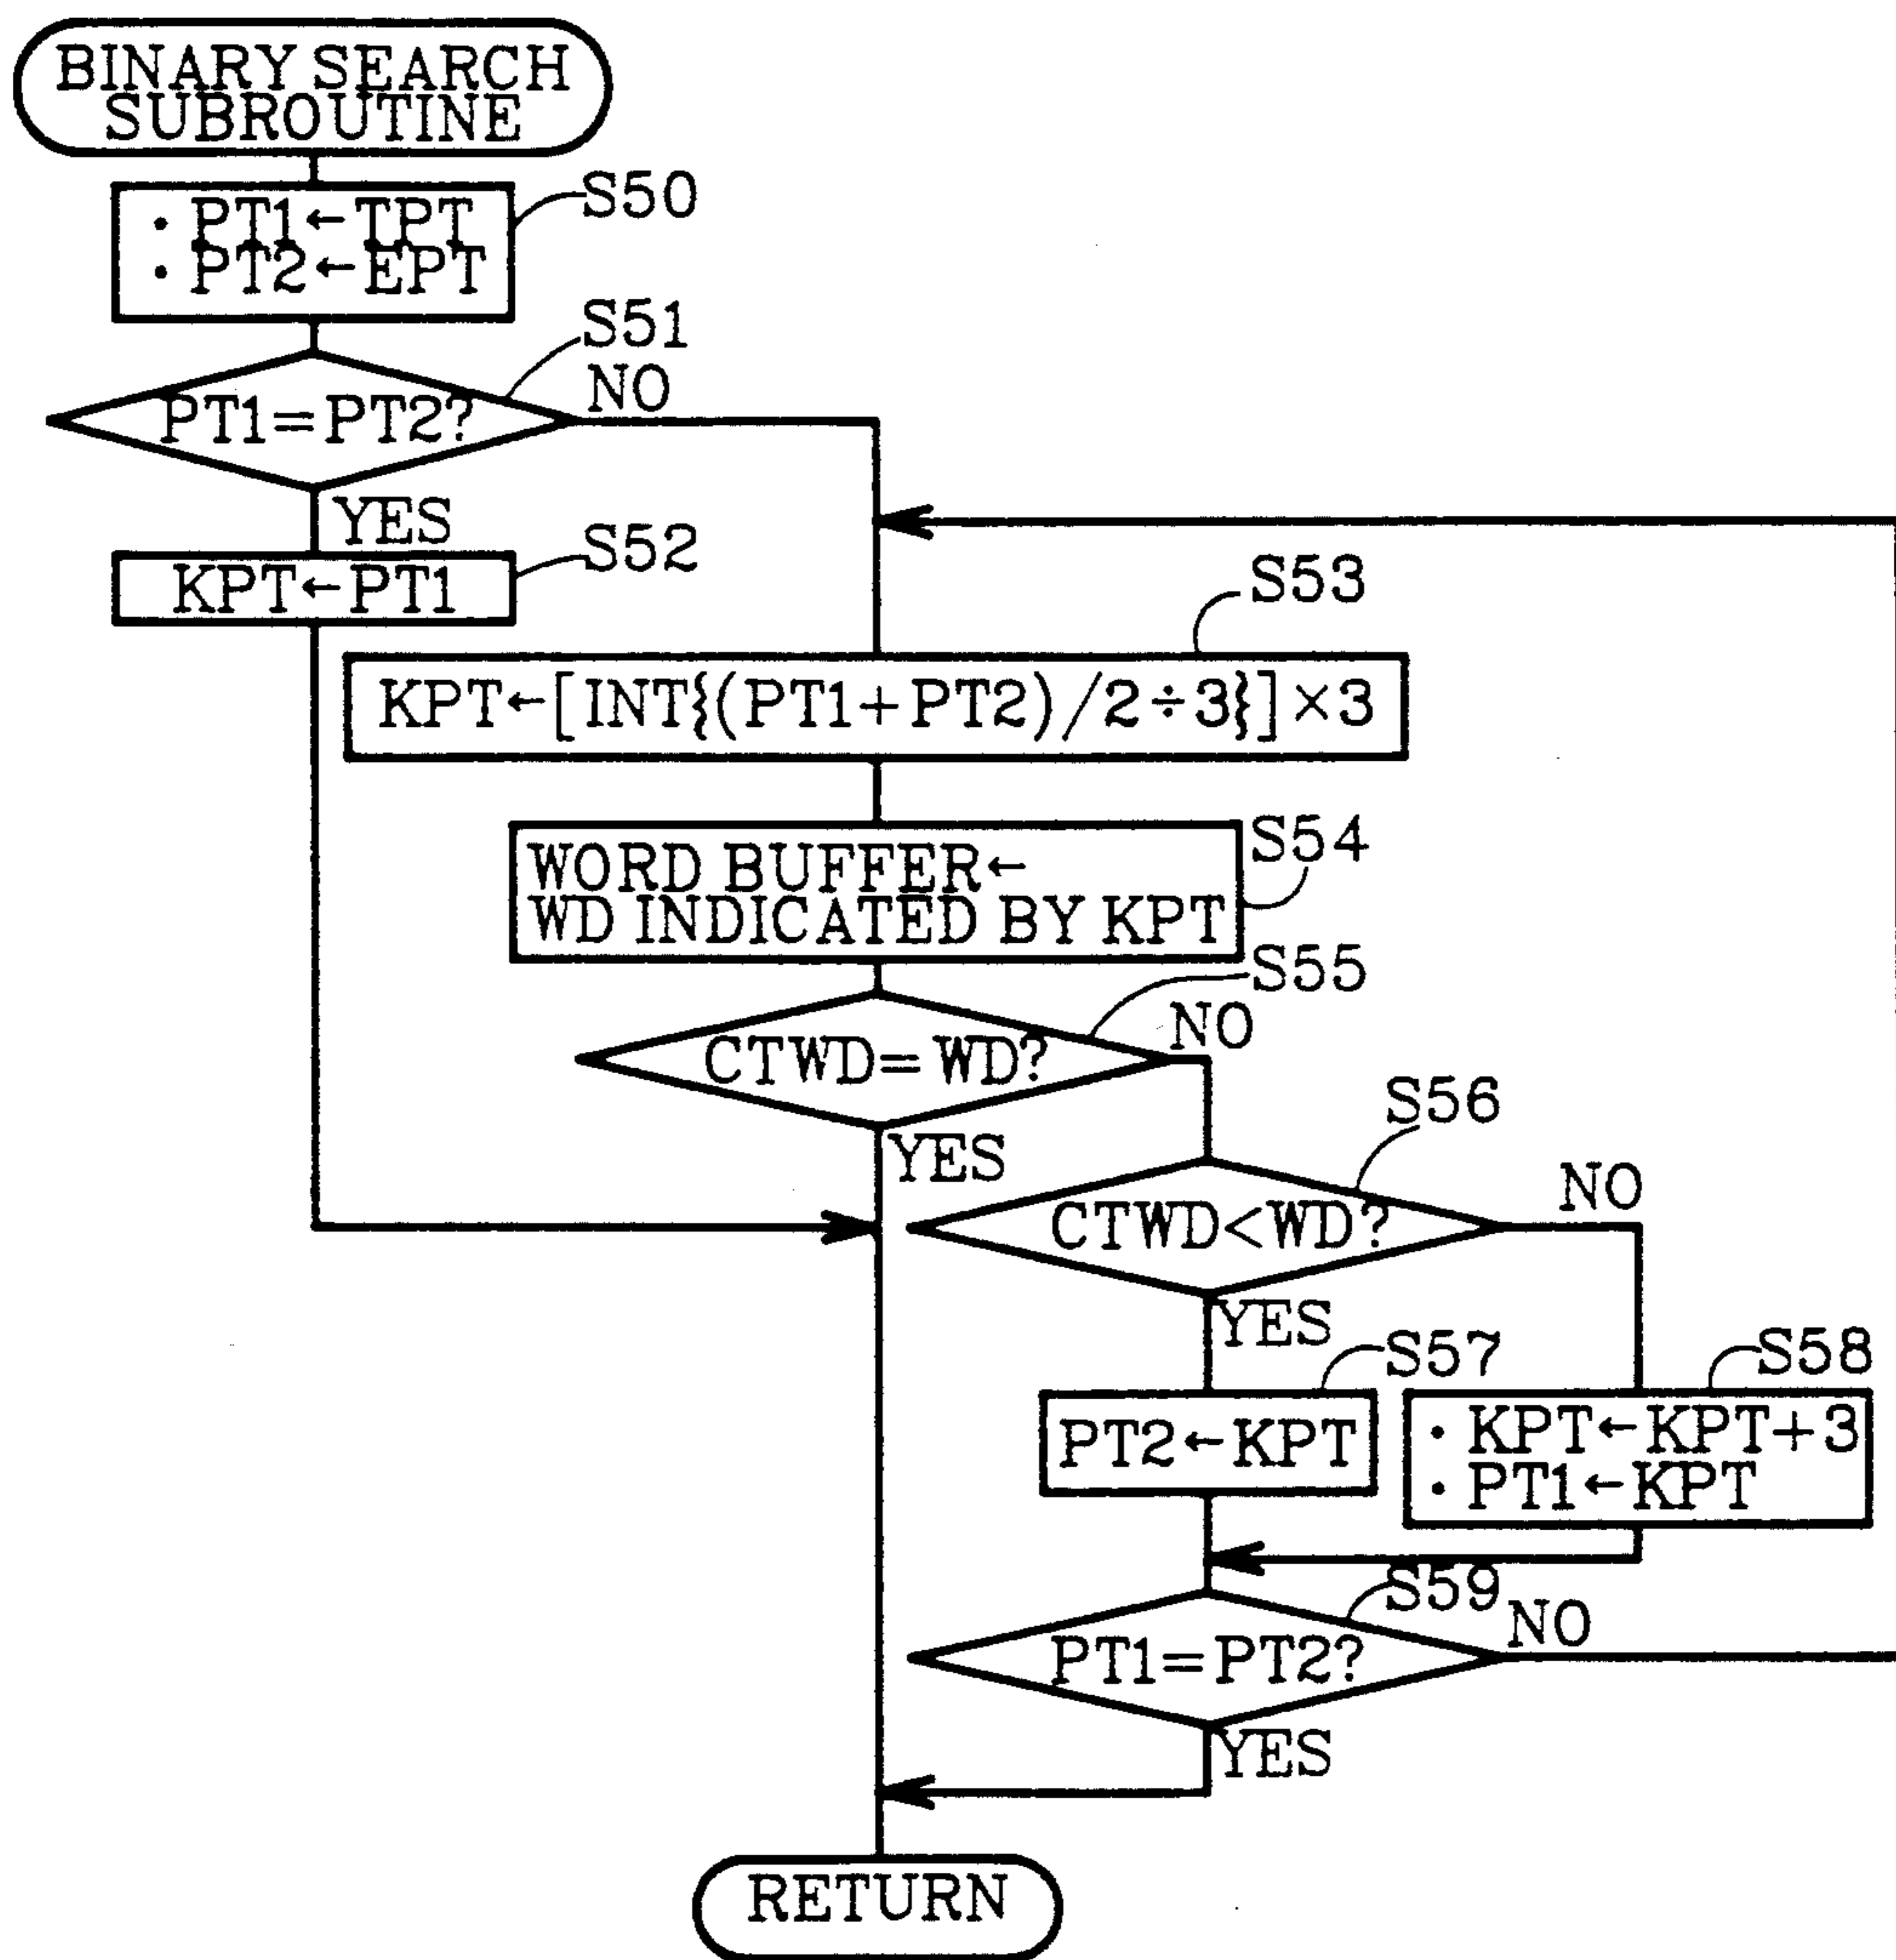 BINARY SEARCH
SUBROUTINE
S50
· PT1←TPT
· PT2←EPT
S51
PT1=PT2?
NO
YES
S52
KPT←PT1
S53
KPT←[INT{(PT1+PT2)/2÷3}]×3
S54
WORD BUFFER←
WD INDICATED BY KPT
S55
CTWD=WD?
NO
YES
S56
CTWD<WD?
NO
YES
S57
PT2←KPT
S58
· KPT←KPT+3
· PT1←KPT
S59
PT1=PT2?
NO
YES
RETURN